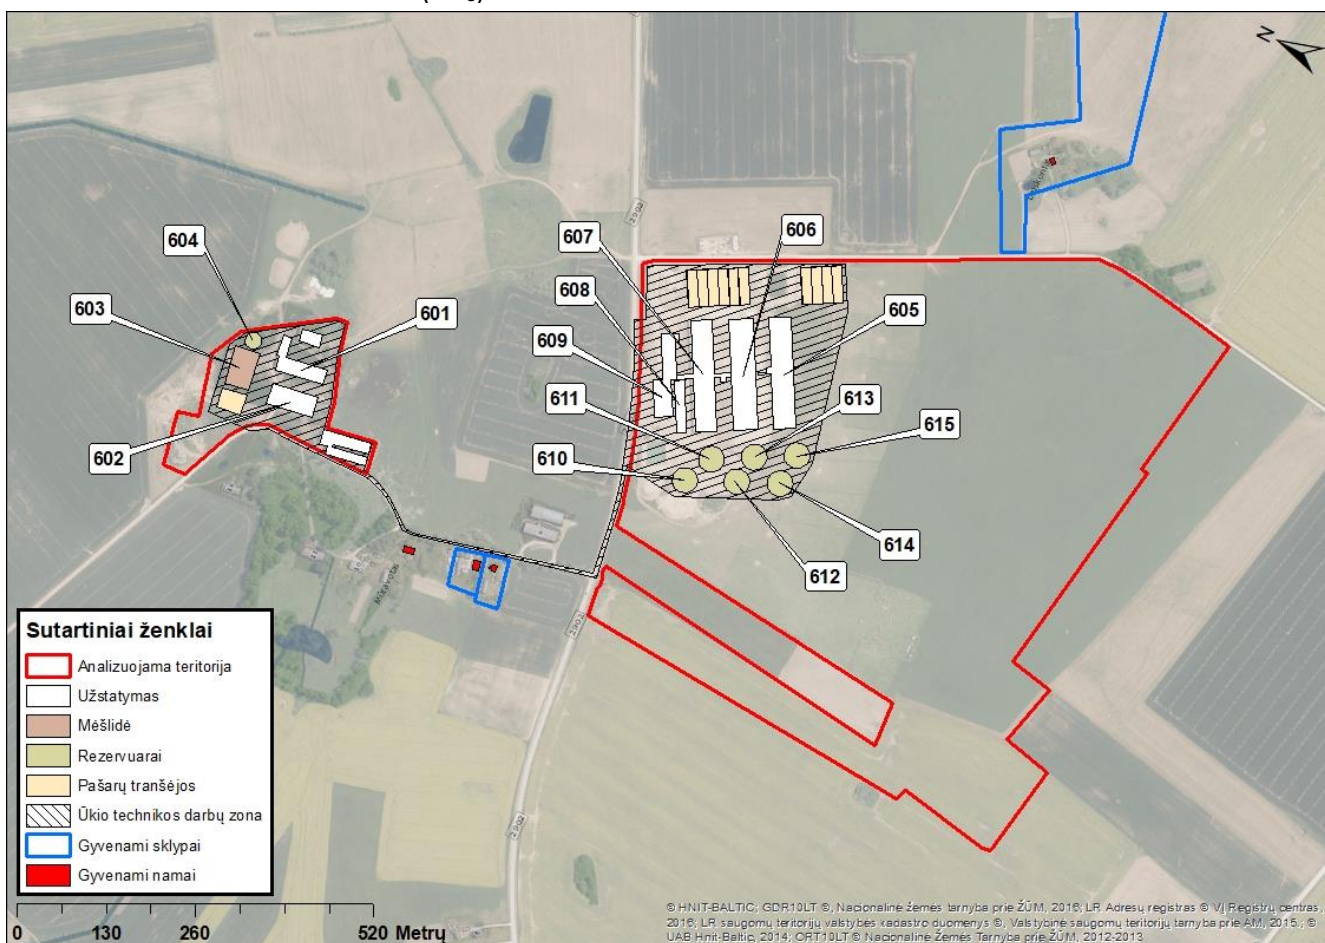 N
2902
604
607
606
608
603
601
605
609
611
613
615
602
610
614
612
2902
2902
Sutartiniai ženklai
Analizuojama teritorija
Užstatymas
Mėšlidė
Rezervuarai
Pašarų tranšėjos
Ūkio technikos darbų zona
Gyvenami sklypai
Gyvenami namai
0 130 260 520 Metrų
© HNIT-BALTIC; GDR10LT ©, Nacionalinė žemės tarnyba prie ŽŪM, 2016; LR Adresų registras © VĮ Registrų centras,
2016; LR saugomų teritorijų valstybės kadastro duomenys ©, Valstybinė saugomų teritorijų tarnyba prie AM, 2015.; ©
UAB Hnit-Baltic, 2014; ORT10LT © Nacionalinė Žemės Tarnyba prie ŽŪM, 2012-2013